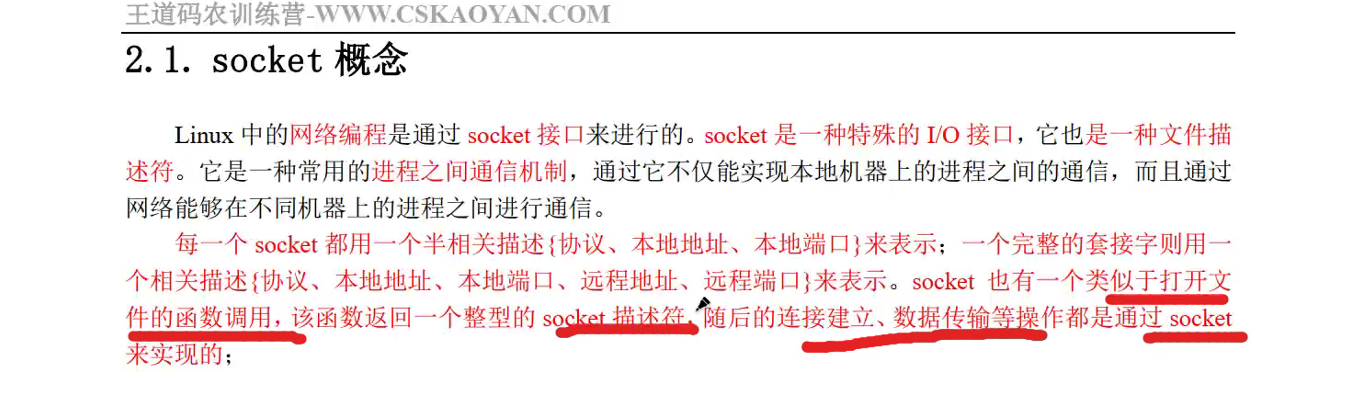 王道码农训练营-WWW.CSKAOYAN.COM
2.1. socket 概念
Linux 中的网络编程是通过 socket 接口来进行的。socket 是一种特殊的 I/O 接口，它也是一种文件描
述符。它是一种常用的进程之间通信机制，通过它不仅能实现本地机器上的进程之间的通信，而且通过
网络能够在不同机器上的进程之间进行通信。
每一个 socket 都用一个半相关描述{协议、本地地址、本地端口}来表示；一个完整的套接字则用一
个相关描述{协议、本地地址、本地端口、远程地址、远程端口}来表示。socket 也有一个类似于打开文
件的函数调用，该函数返回一个整型的 socket 描述符，随后的连接建立、数据传输等操作都是通过 socket
来实现的；